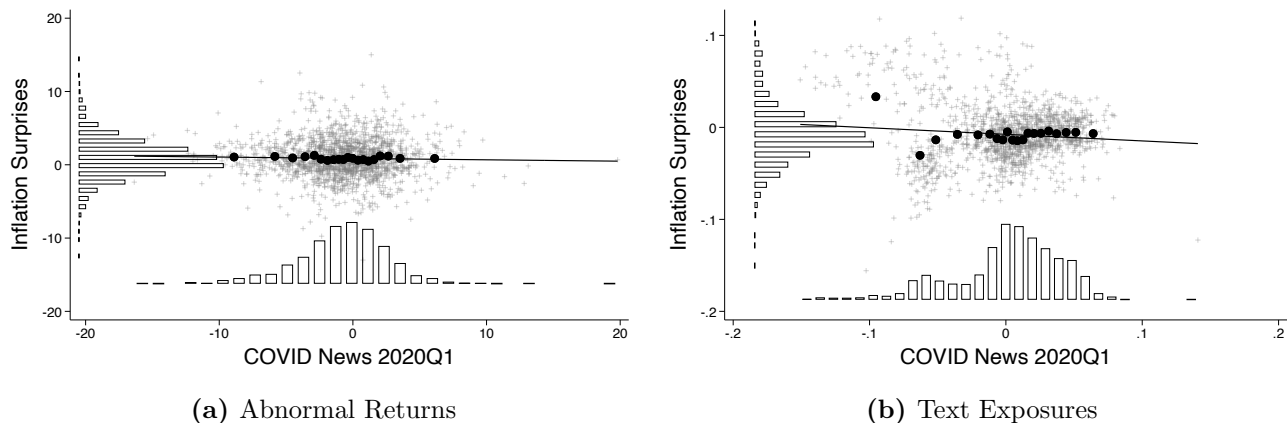 20
10
0
-10
-20
Inflation Surprises
-20 -10 0 10 20
COVID News 2020Q1
(a) Abnormal Returns
.1
0
-.1
-.2
Inflation Surprises
-.2 -.1 0 .1 .2
COVID News 2020Q1
(b) Text Exposures